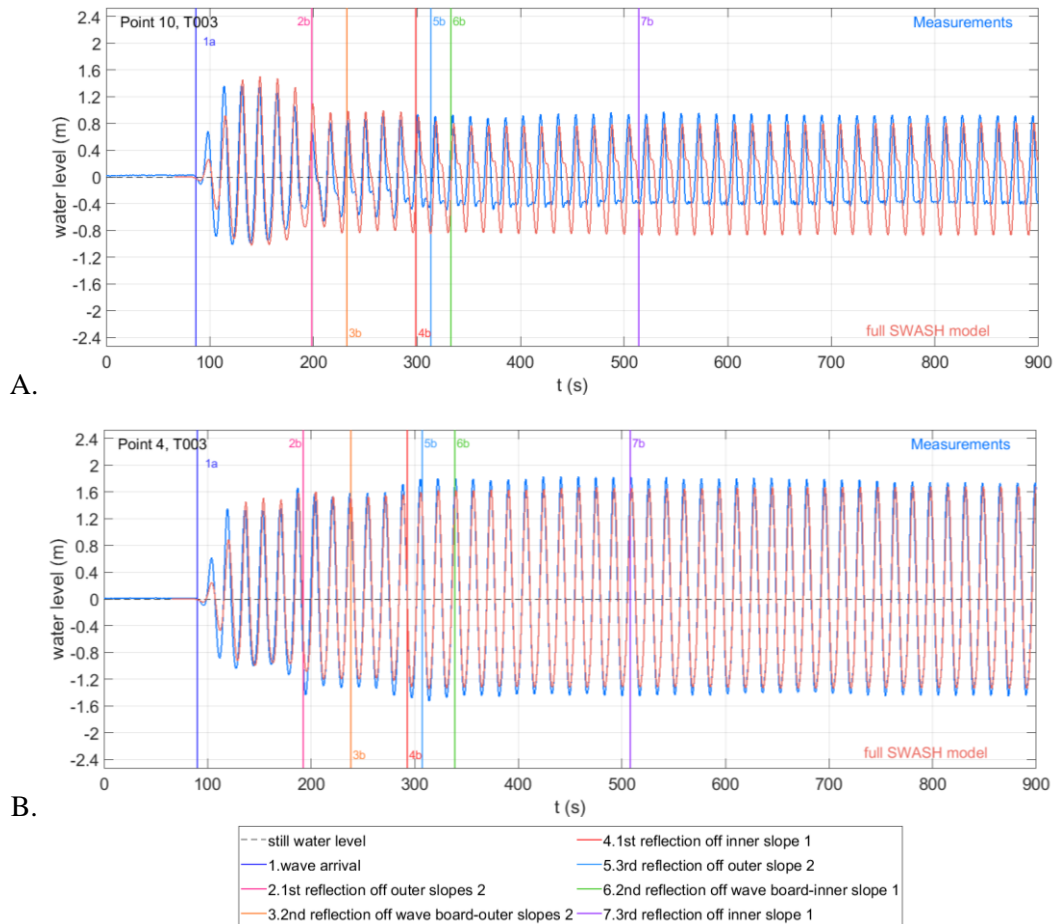 Point 10, T003
2b
5b
6b
7b
Measurements
1a
2.4
2
1.6
1.2
0.8
0.4
0
-0.4
-0.8
-1.2
-1.6
-2
-2.4
water level (m)
3b
4b
full SWASH model
0 100 200 300 400 500 600 700 800 900
t (s)
A.
Point 4, T003
2b
5b
6b
7b
Measurements
1a
2.4
2
1.6
1.2
0.8
0.4
0
-0.4
-0.8
-1.2
-1.6
-2
-2.4
water level (m)
3b
4b
full SWASH model
0 100 200 300 400 500 600 700 800 900
t (s)
B.
still water level
1.wave arrival
2.1st reflection off outer slopes 2
3.2nd reflection off wave board-outer slopes 2
4.1st reflection off inner slope 1
5.3rd reflection off outer slope 2
6.2nd reflection off wave board-inner slope 1
7.3rd reflection off inner slope 1